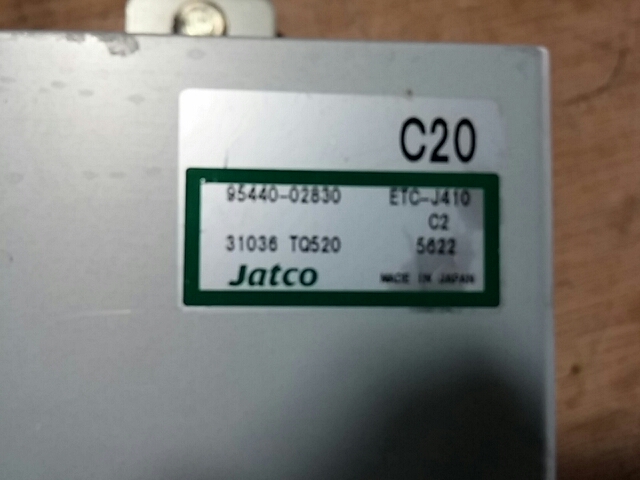 C20
95440-02830 ETC-J410
C2
31036 TQ520 5622
Jatco MADE IN JAPAN